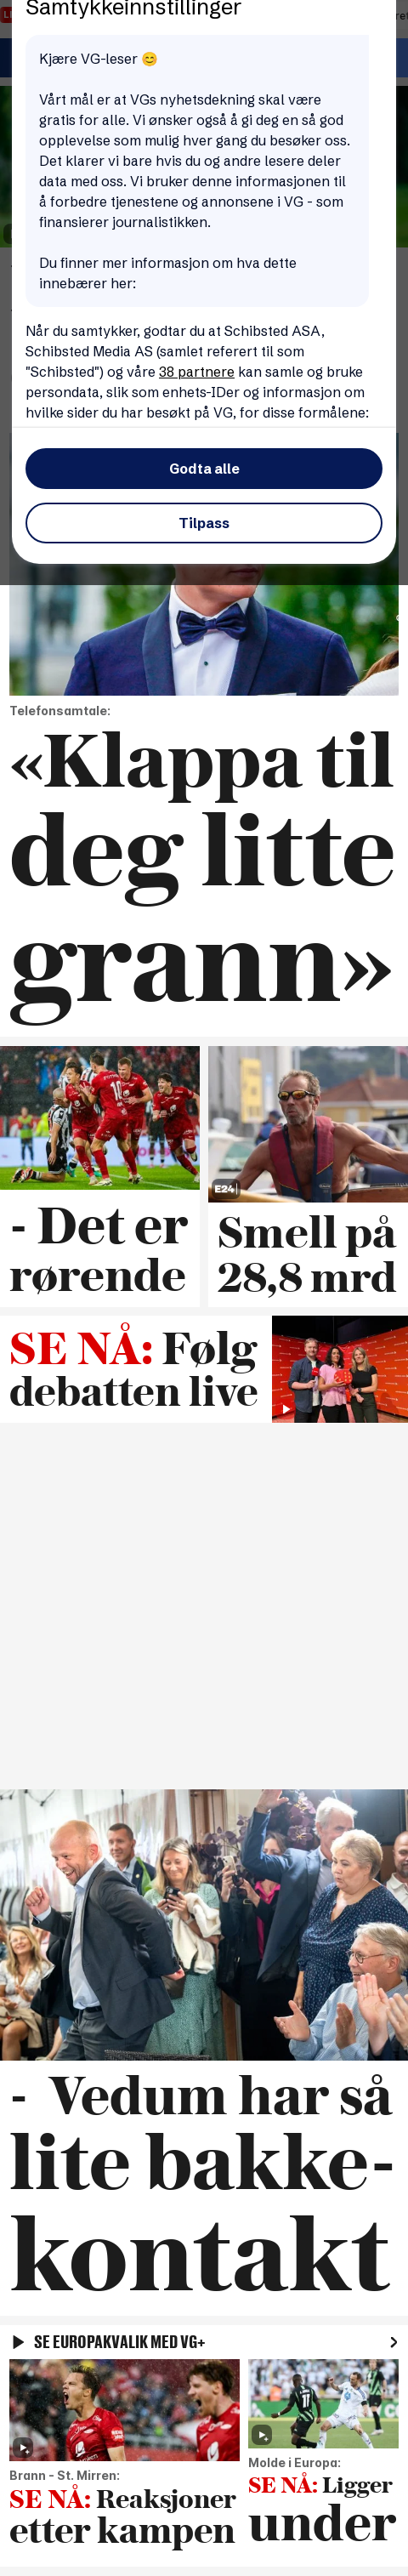 Samtykkeinnstillinger
Kjære VG-leser 😊
Vårt mål er at VGs nyhetsdekning skal være
gratis for alle. Vi ønsker også å gi deg en så god
opplevelse som mulig hver gang du besøker oss.
Det klarer vi bare hvis du og andre lesere deler
data med oss. Vi bruker denne informasjonen til
å forbedre tjenestene og annonsene i VG - som
finansierer journalistikken.
Du finner mer informasjon om hva dette
innebærer her:
Når du samtykker, godtar du at Schibsted ASA,
Schibsted Media AS (samlet referert til som
"Schibsted") og våre 38 partnere kan samle og bruke
persondata, slik som enhets-IDer og informasjon om
hvilke sider du har besøkt på VG, for disse formålene:
Godta alle
Tilpass
Telefonsamtale:
«Klappa til
deg litte
grann»
E24
- Det er
rørende
Smell på
28,8 mrd
SE NÅ: Følg
debatten live
- Vedum har så
lite bakke-
kontakt
SE EUROPAKVALIK MED VG+
Brann - St. Mirren:
SE NÅ: Reaksjoner
etter kampen
Molde i Europa:
SE NÅ: Ligger
under